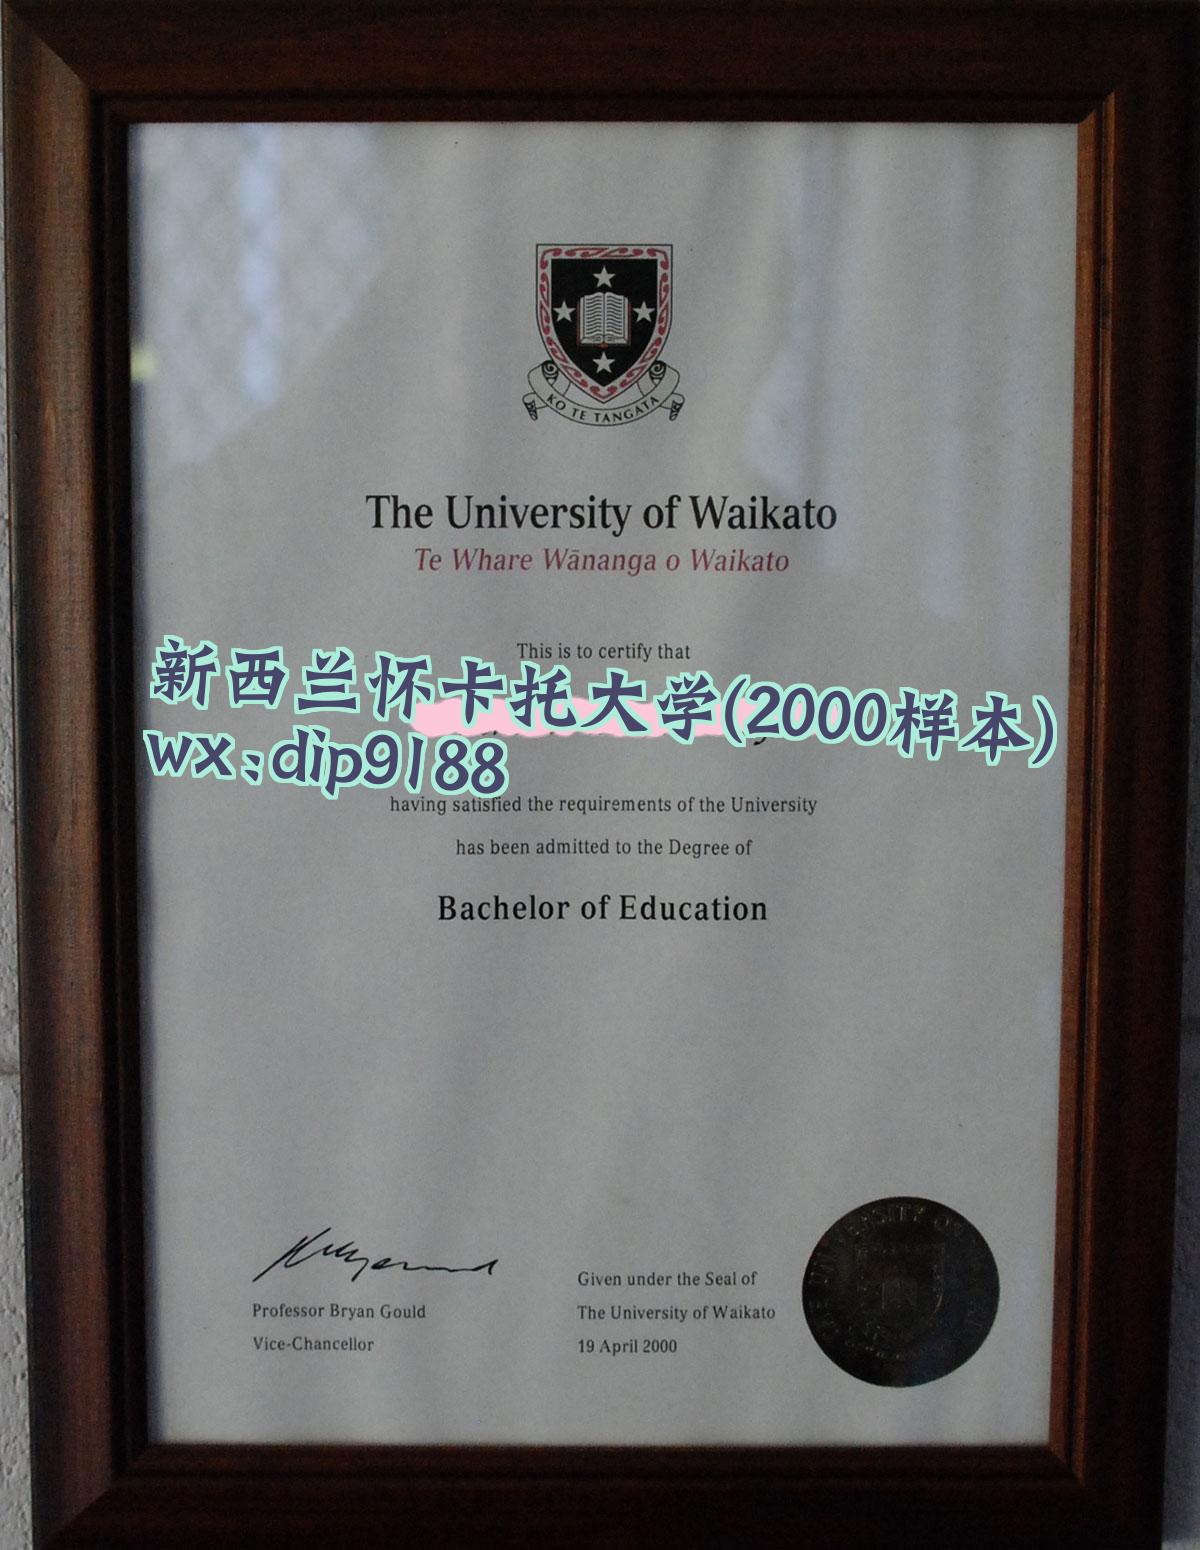 KO TE TANGATA
The University of Waikato
Te Whare Wānanga o Waikato
This is to certify that
新西兰怀卡托大学(2000样本)
wx:dip9188
having satisfied the requirements of the University
has been admitted to the Degree of
Bachelor of Education
Professor Bryan Gould
Vice-Chancellor
Given under the Seal of
The University of Waikato
19 April 2000